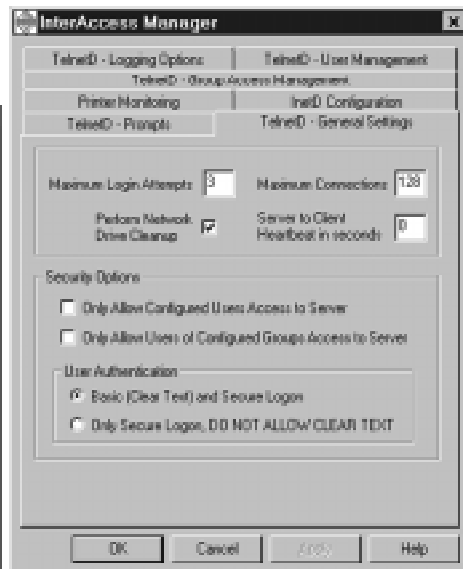 InterAccess Manager
TelnetD - Logging Options
TelnetD - User Management
TelnetD - Group Access Management
Printer Monitoring
InetD Configuration
TelnetD - Prompts
TelnetD - General Settings
Maximum Login Attempts 3
Maximum Connections 128
Perform Network
Drive Cleanup
Server to Client
Heartbeat in seconds 0
Security Options
Only Allow Configured Users Access to Server
Only Allow Users of Configured Groups Access to Server
User Authentication
Basic (Clear Text) and Secure Logon
Only Secure Logon, DO NOT ALLOW CLEAR TEXT
OK
Cancel
Apply
Help